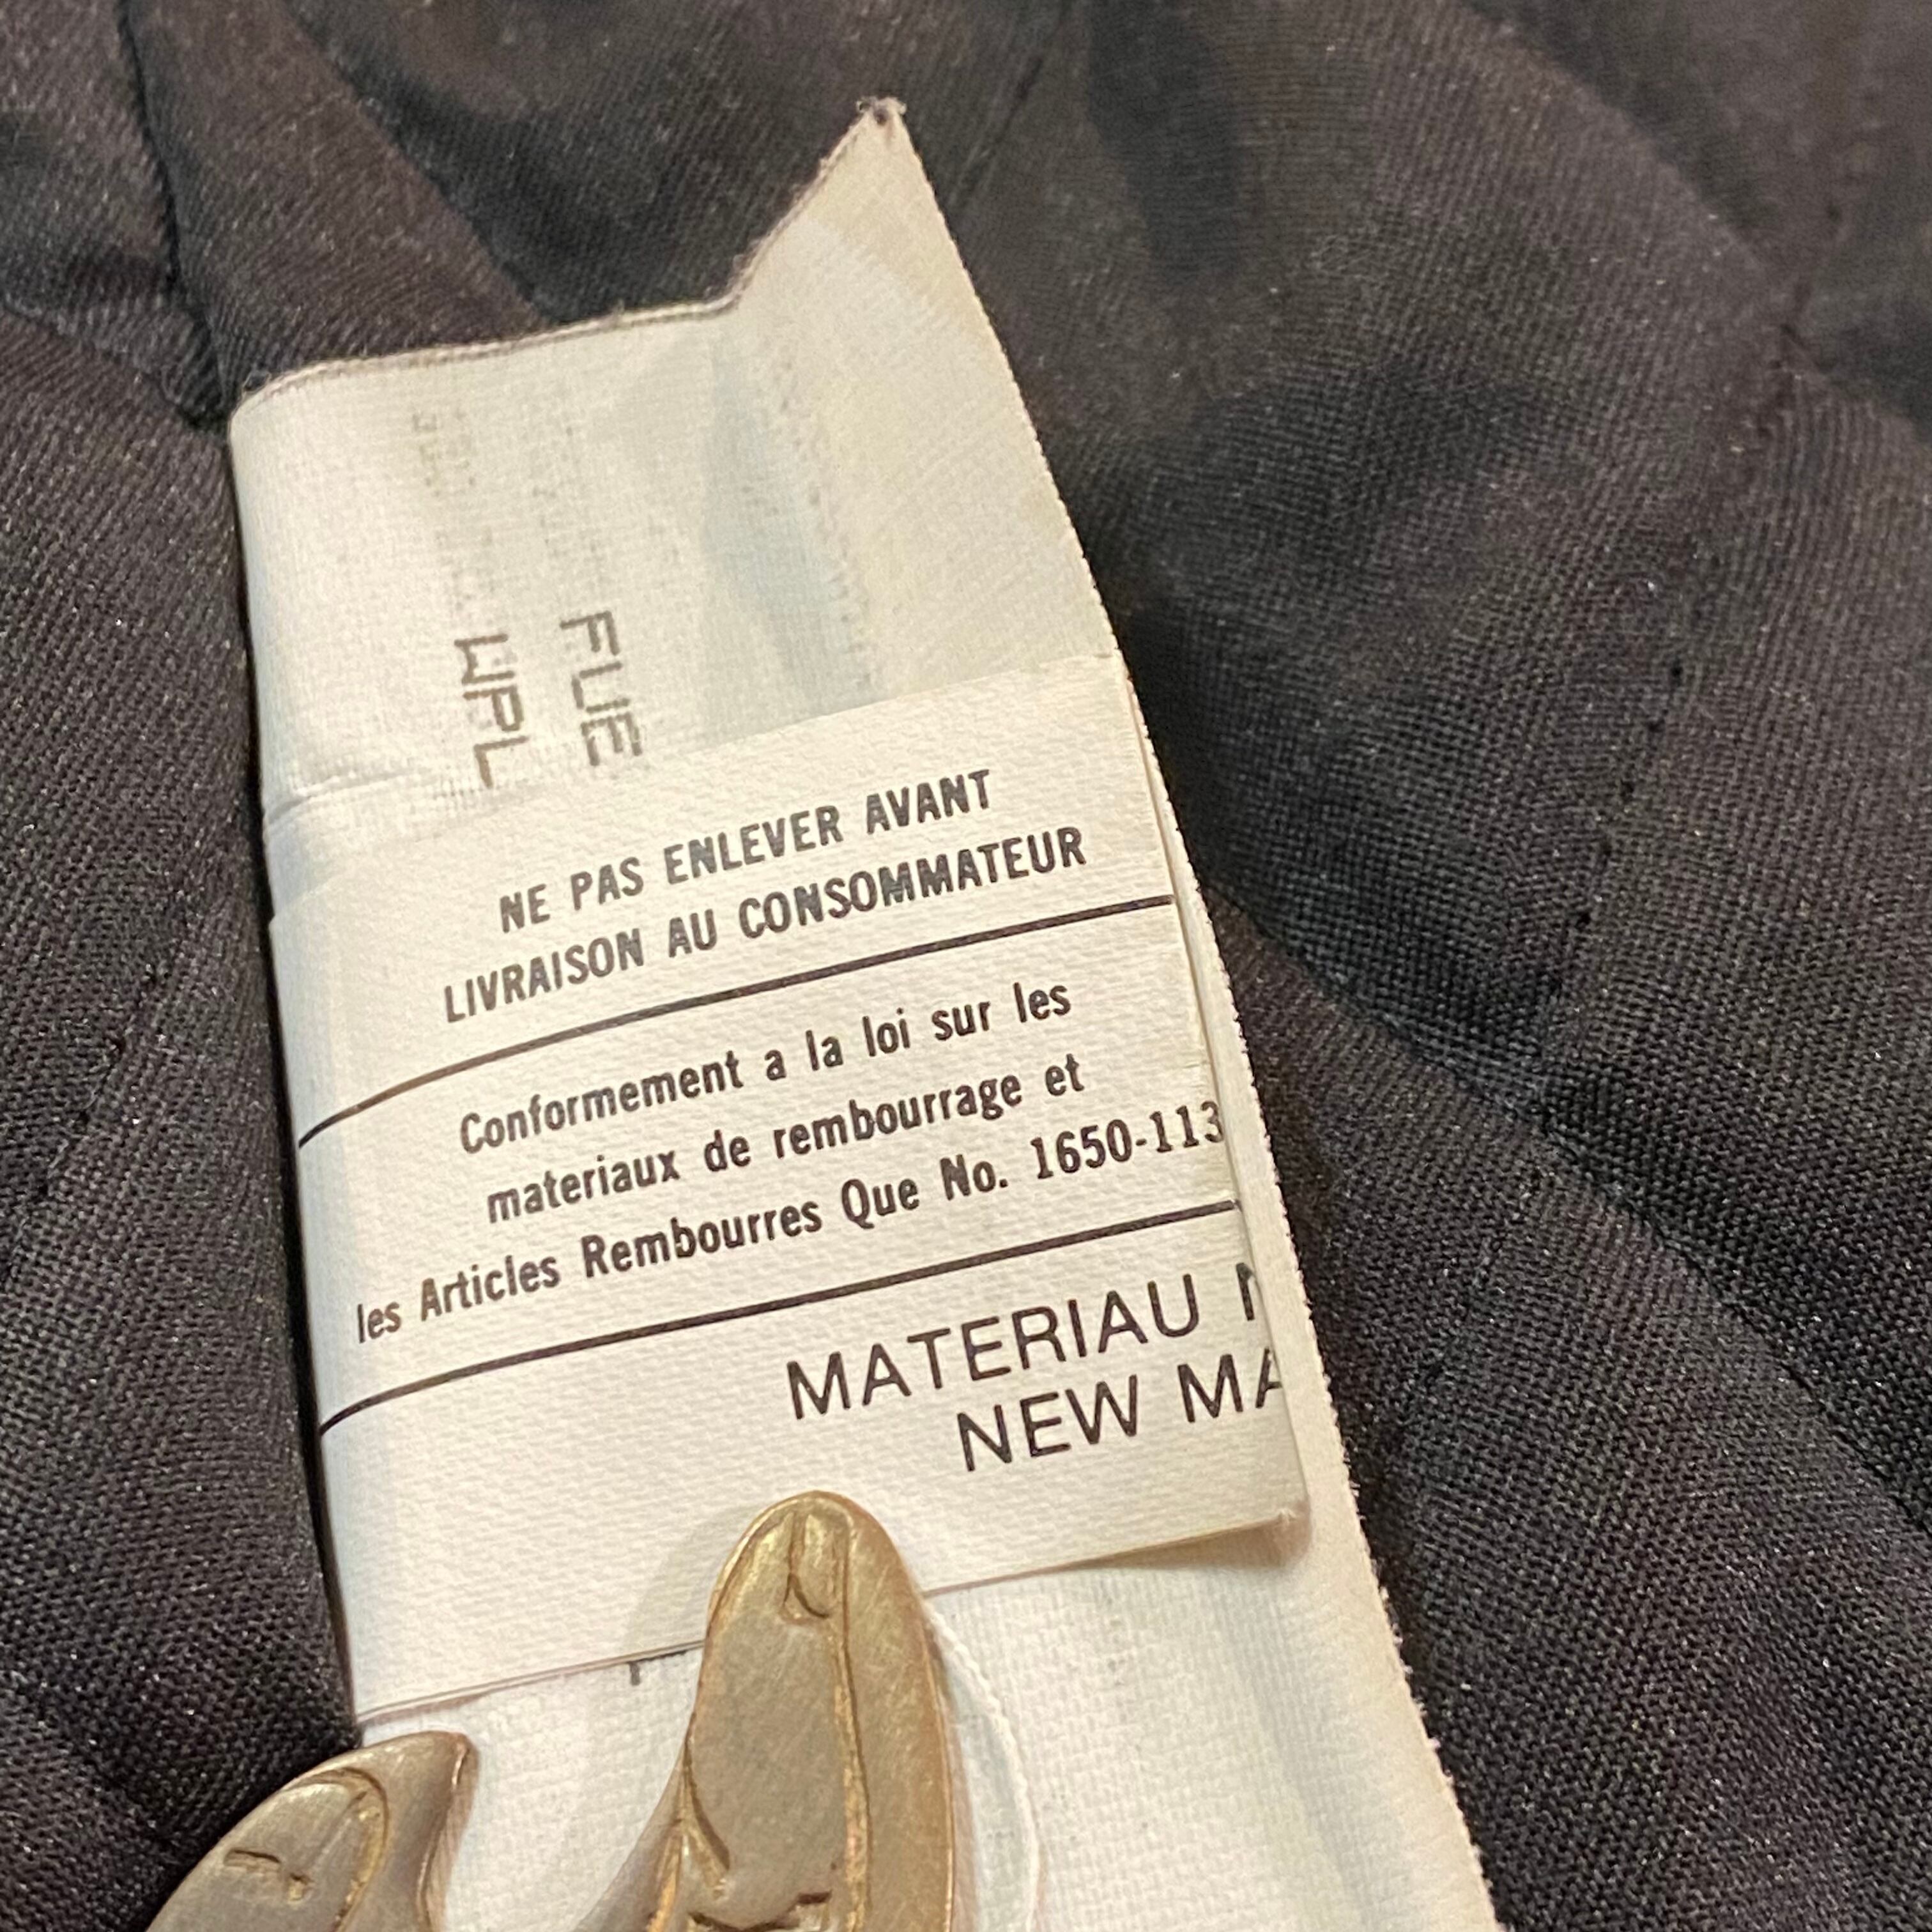 FUE
WPL
NE PAS ENLEVER AVANT
LIVRAISON AU CONSOMMATEUR
Conformement a la loi sur les
materiaux de rembourrage et
les Articles Rembourres Que No. 1650-113
MATERIAU
NEW MA